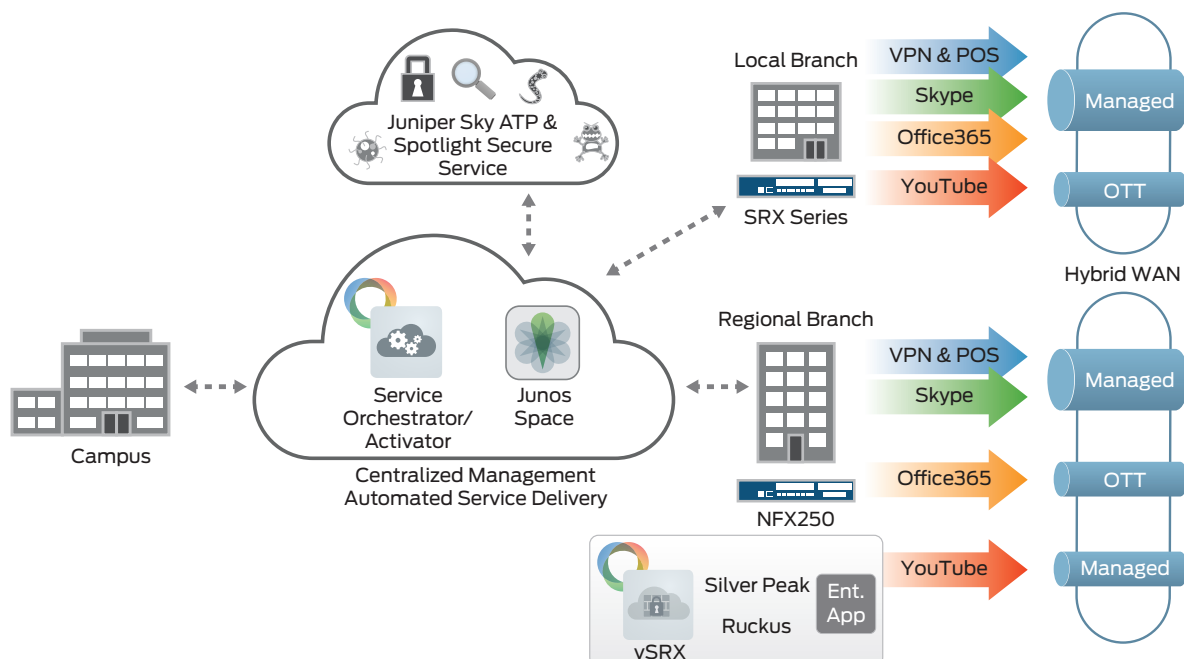 Juniper Sky ATP &
Spotlight Secure
Service
Local Branch
SRX Series
VPN & POS
Skype
Office365
YouTube
Managed
OTT
Hybrid WAN
Campus
Service
Orchestrator/
Activator
Junos
Space
Centralized Management
Automated Service Delivery
Regional Branch
NFX250
VPN & POS
Skype
Office365
YouTube
Managed
OTT
Managed
vSRX
Silver Peak
Ruckus
Ent.
App